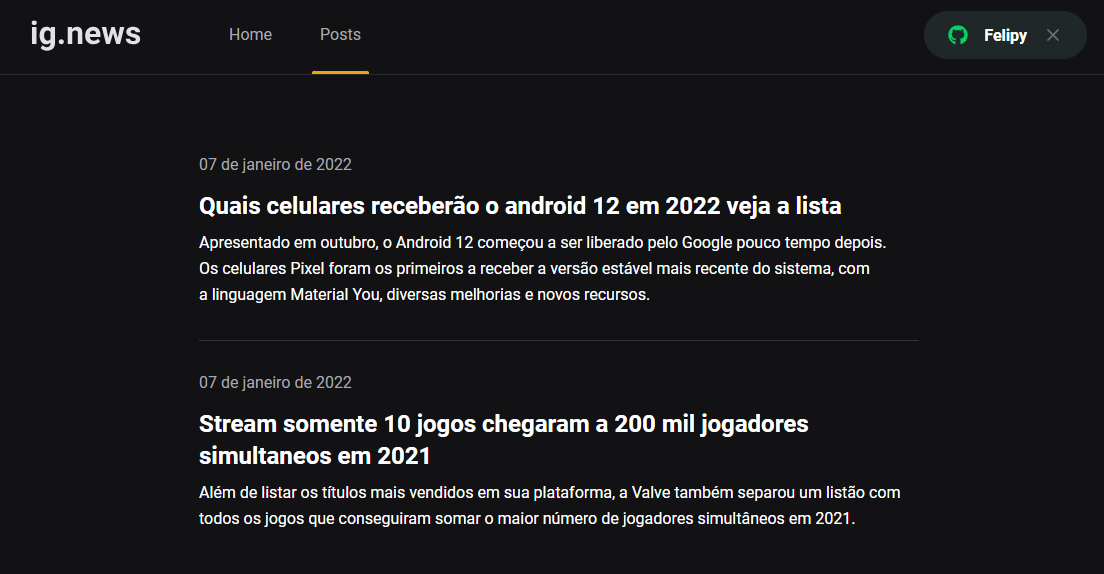 ig.news
Home
Posts
Felipy
07 de janeiro de 2022
Quais celulares receberão o android 12 em 2022 veja a lista
Apresentado em outubro, o Android 12 começou a ser liberado pelo Google pouco tempo depois.
Os celulares Pixel foram os primeiros a receber a versão estável mais recente do sistema, com
a linguagem Material You, diversas melhorias e novos recursos.
07 de janeiro de 2022
Stream somente 10 jogos chegaram a 200 mil jogadores
simultaneos em 2021
Além de listar os títulos mais vendidos em sua plataforma, a Valve também separou um listão com
todos os jogos que conseguiram somar o maior número de jogadores simultâneos em 2021.